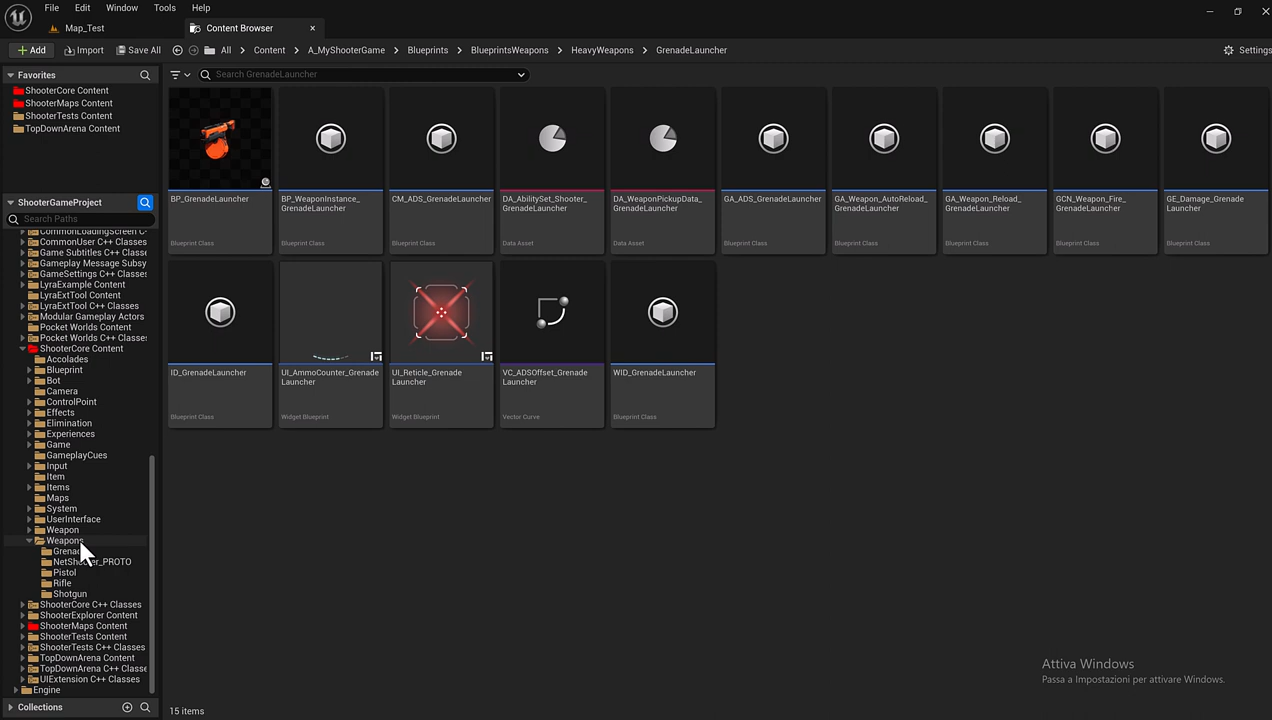 File Edit Window Tools Help
Map_Test
Content Browser
Add
Import
Save All
All
Content
A_MyShooterGame
Blueprints
BlueprintsWeapons
HeavyWeapons
GrenadeLauncher
Settings
Favorites
ShooterCore Content
ShooterMaps Content
ShooterTests Content
TopDownArena Content
Search GrenadeLauncher
BP_GrenadeLauncher
Blueprint Class
BP_WeaponInstance_
GrenadeLauncher
Blueprint Class
CM_ADS_GrenadeLauncher
Blueprint Class
DA_AbilitySet_Shooter_
GrenadeLauncher
Data Asset
DA_WeaponPickupData_
GrenadeLauncher
Data Asset
GA_ADS_GrenadeLauncher
Blueprint Class
GA_Weapon_AutoReload_
GrenadeLauncher
Blueprint Class
GA_Weapon_Reload_
GrenadeLauncher
Blueprint Class
GCN_Weapon_Fire_
GrenadeLauncher
Blueprint Class
GE_Damage_Grenade
Launcher
Blueprint Class
ID_GrenadeLauncher
Blueprint Class
UI_AmmoCounter_Grenade
Launcher
Widget Blueprint
UI_Reticle_Grenade
Launcher
Widget Blueprint
VC_ADSOffset_Grenade
Launcher
Vector Curve
WID_GrenadeLauncher
Blueprint Class
ShooterGameProject
Search Paths
CommonLoadingScreen C
CommonUser C++ Classes
Game Subtitles C++ Classes
Gameplay Message Subsy
GameSettings C++ Classes
LyraExample Content
LyraExtTool Content
LyraExtTool C++ Classes
Modular Gameplay Actors
Pocket Worlds Content
Pocket Worlds C++ Classes
ShooterCore Content
Accolades
Blueprint
Bot
Camera
ControlPoint
Effects
Elimination
Experiences
Game
GameplayCues
Input
Item
Items
Maps
System
UserInterface
Weapon
Weapons
Grenad
NetShooter_PROTO
Pistol
Rifle
Shotgun
ShooterCore C++ Classes
ShooterExplorer Content
ShooterMaps Content
ShooterTests Content
ShooterTests C++ Classes
TopDownArena Content
TopDownArena C++ Classe
UIExtension C++ Classes
Engine
Collections
15 items
Attiva Windows
Passa a Impostazioni per attivare Windows.